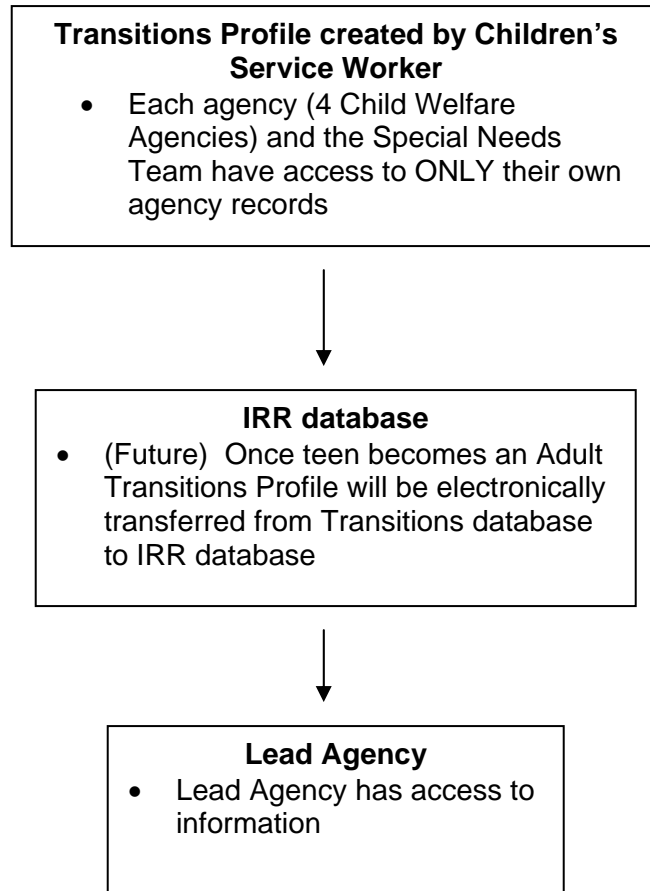 Transitions Profile created by Children’s
Service Worker
• Each agency (4 Child Welfare
Agencies) and the Special Needs
Team have access to ONLY their own
agency records
IRR database
• (Future)  Once teen becomes an Adult
Transitions Profile will be electronically
transferred from Transitions database
to IRR database
Lead Agency
• Lead Agency has access to
information